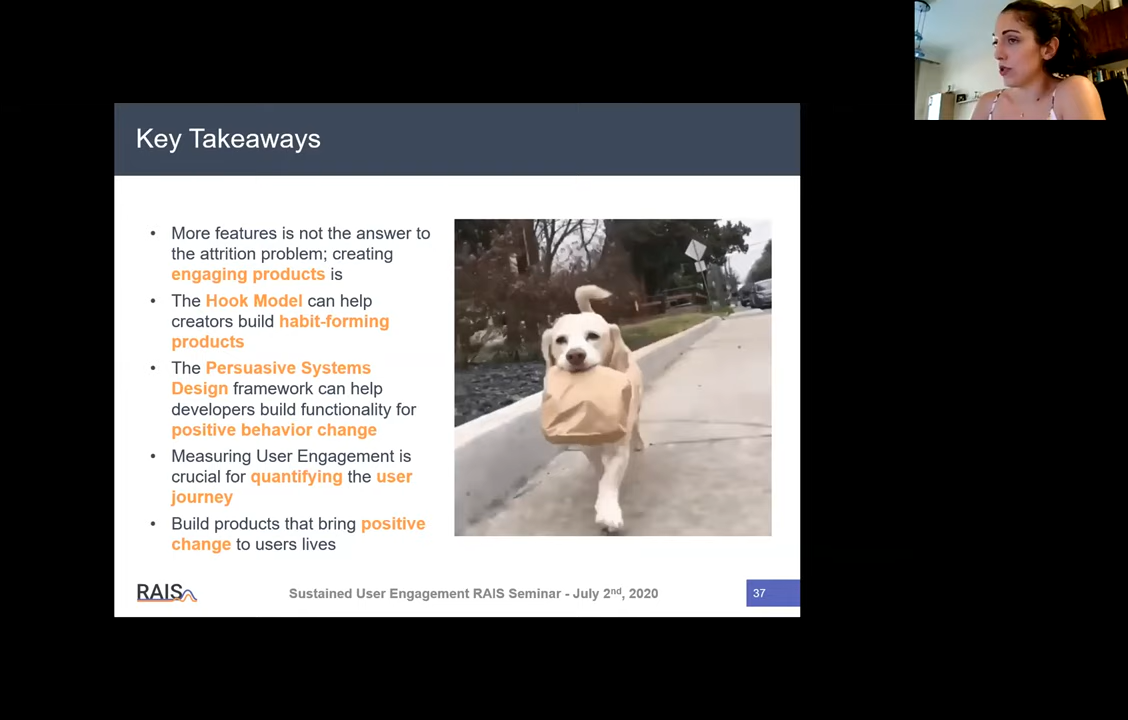 Key Takeaways
• More features is not the answer to
the attrition problem; creating
engaging products is
• The Hook Model can help
creators build habit-forming
products
• The Persuasive Systems
Design framework can help
developers build functionality for
positive behavior change
• Measuring User Engagement is
crucial for quantifying the user
journey
• Build products that bring positive
change to users lives
RAIS
Sustained User Engagement RAIS Seminar - July 2nd, 2020
37